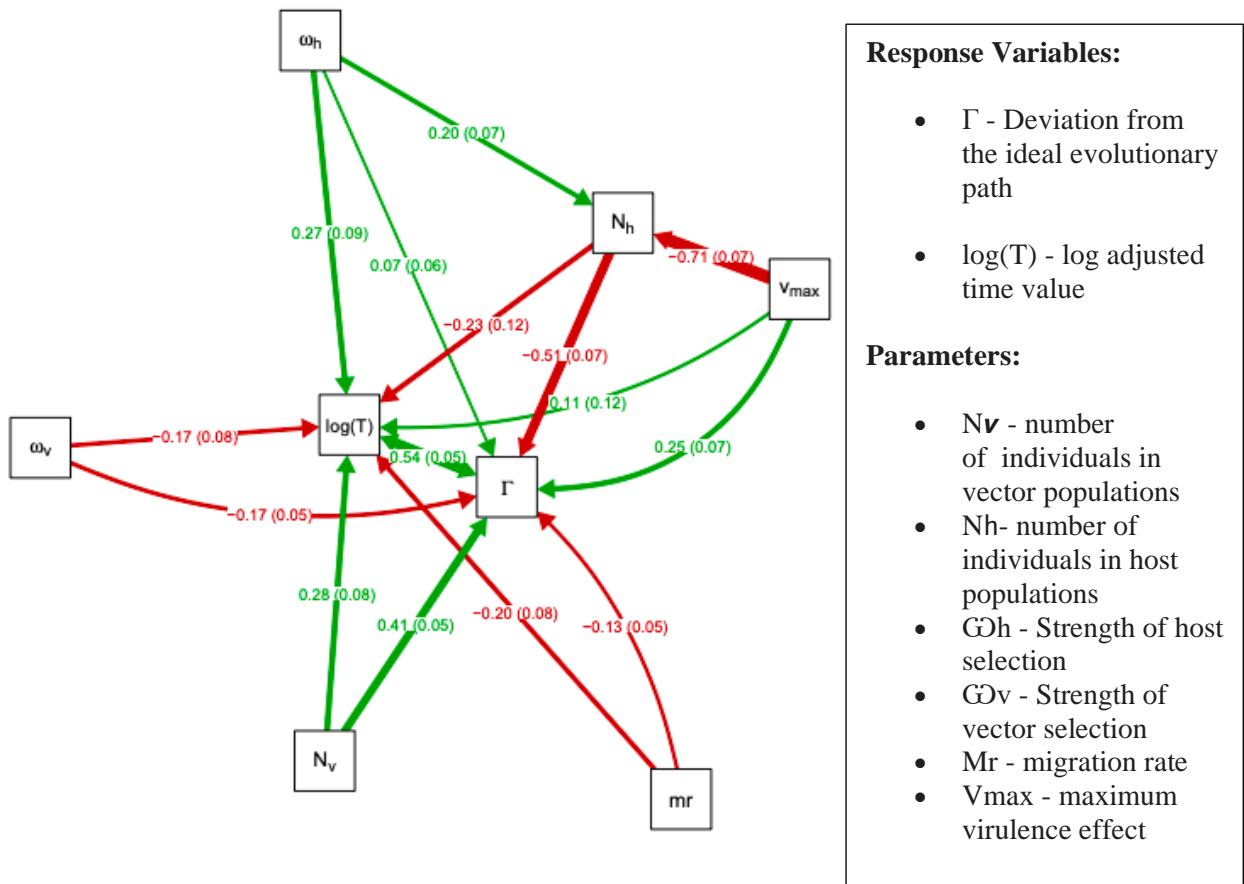 ωh
0.20 (0.07)
Nh
0.27 (0.09)
0.07 (0.06)
−0.71 (0.07)
vmax
−0.23 (0.12)
−0.51 (0.07)
0.11 (0.12)
log(T)
ωv
−0.17 (0.08)
0.54 (0.05)
0.25 (0.07)
Γ
−0.17 (0.05)
0.28 (0.08)
0.41 (0.05)
−0.20 (0.08)
−0.13 (0.05)
Nv
mr
Response Variables:
• Γ - Deviation from
the ideal evolutionary
path
• log(T) - log adjusted
time value
Parameters:
• Nv - number
of individuals in
vector populations
• Nh- number of
individuals in host
populations
• Ѡh - Strength of host
selection
• Ѡv - Strength of
vector selection
• Mr - migration rate
• Vmax - maximum
virulence effect